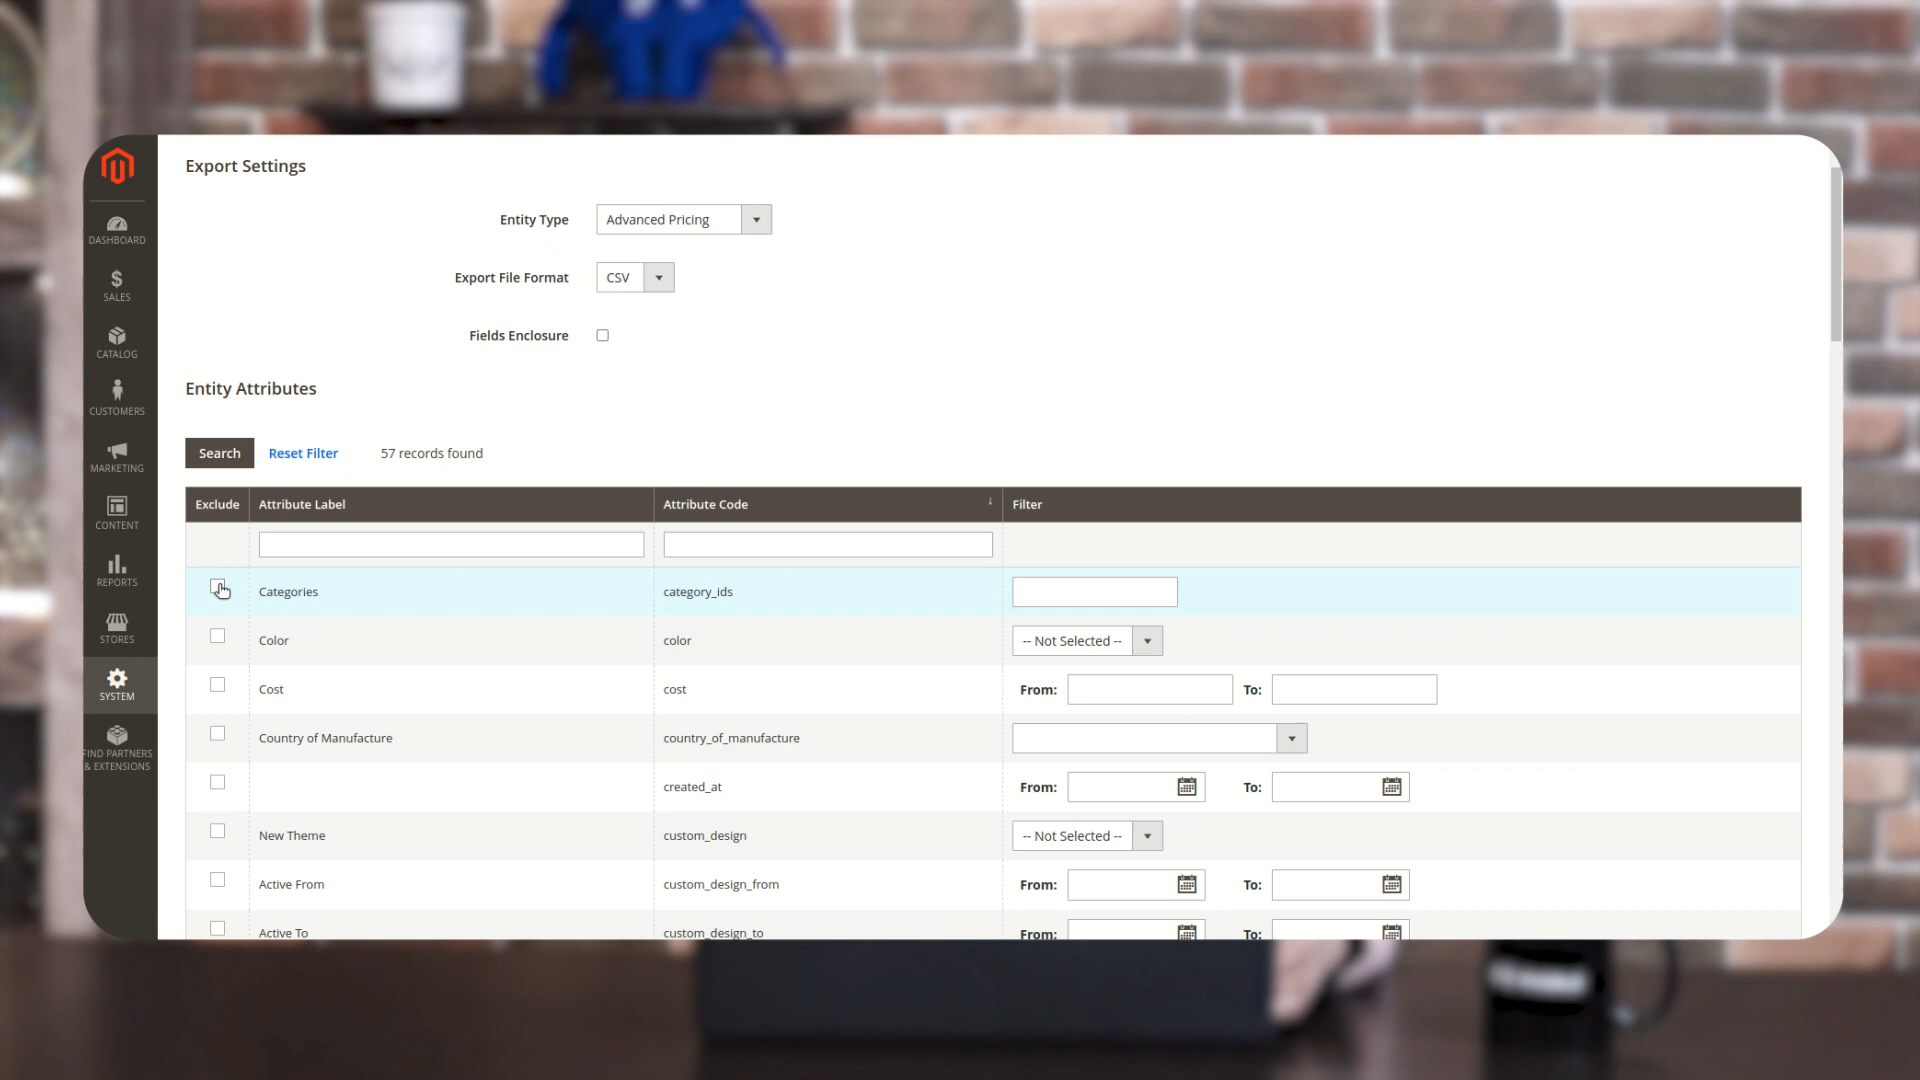 Export Settings
Entity Type Advanced Pricing
Export File Format CSV
Fields Enclosure
Entity Attributes
Search Reset Filter 57 records found
Exclude Attribute Label Attribute Code ↓ Filter
Categories category_ids
Color color -- Not Selected --
Cost cost From: To:
Country of Manufacture country_of_manufacture
created_at From: To:
New Theme custom_design -- Not Selected --
Active From custom_design_from From: To:
Active To custom_design_to From: To:
DASHBOARD
SALES
CATALOG
CUSTOMERS
MARKETING
CONTENT
REPORTS
STORES
SYSTEM
FIND PARTNERS
& EXTENSIONS